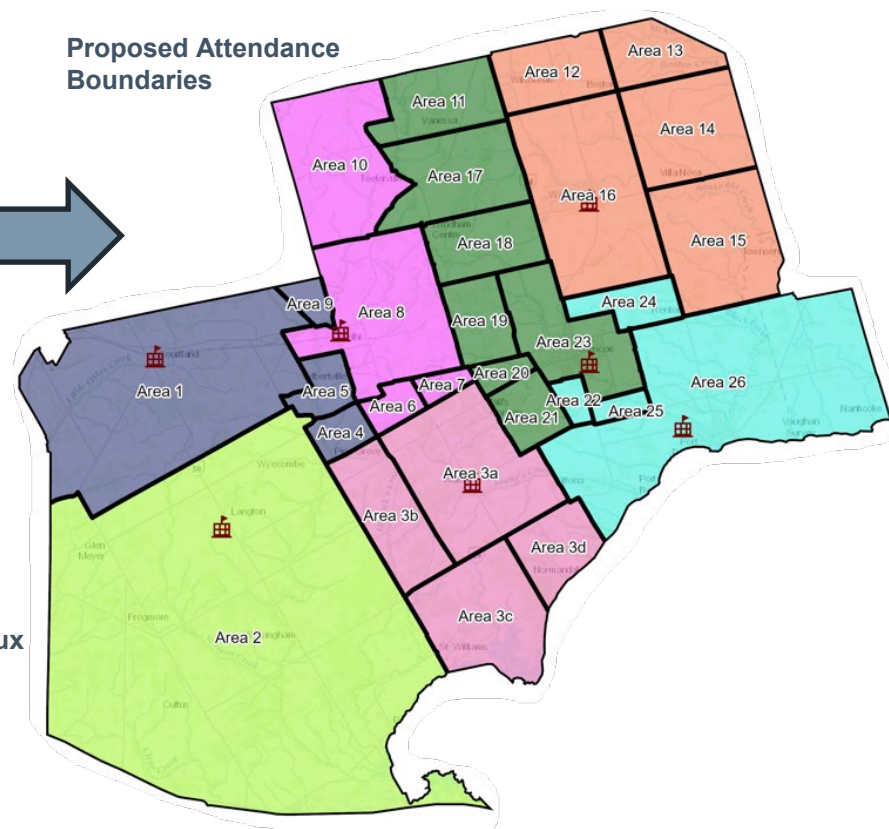 Proposed Attendance
Boundaries
Area 13
Area 12
Area 11
Vanessa
Area 14
Area 10
Area 17
Villa Nova
Area 16
Area 18
Area 15
Area 9
Area 8
Area 24
Area 19
Area 23
Area 1
Area 5
Area 20
Area 7
Area 26
Area 6
Area 22
Area 25
Area 21
Area 4
Nanticoke
Vaughan
Wyecombe
Area 3a
Port
Langton
Area 3b
Glen
Meyer
Area 3d
Area 3c
Frogmore
Area 2
ux
St. Williams
Cultus